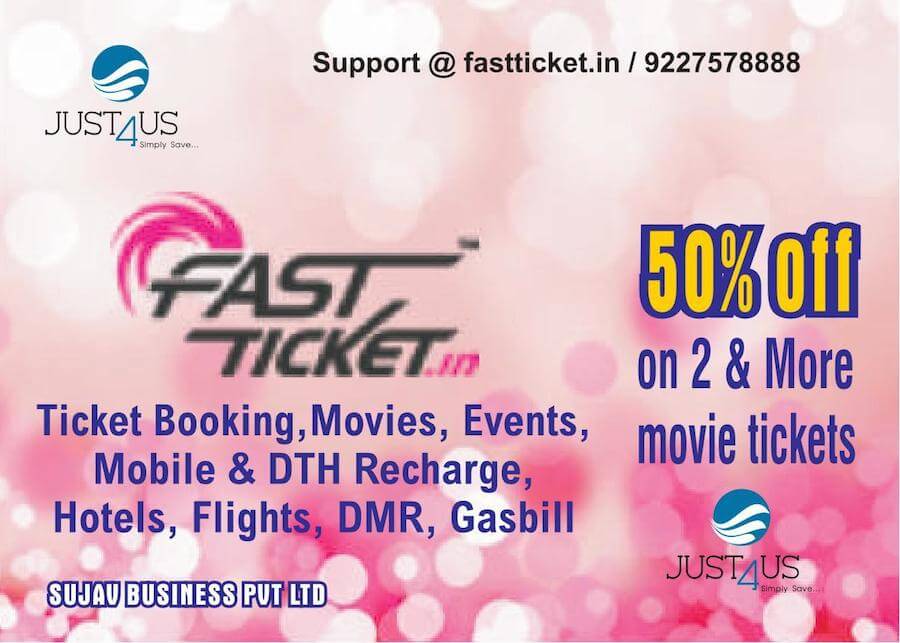 Support @ fastticket.in / 9227578888
JUST4US
Simply Save...
FAST
TICKET.in
™
50% off
on 2 & More
movie tickets
Ticket Booking,Movies, Events,
Mobile & DTH Recharge,
Hotels, Flights, DMR, Gasbill
JUST4US
Simply Save...
SUJAV BUSINESS PVT LTD